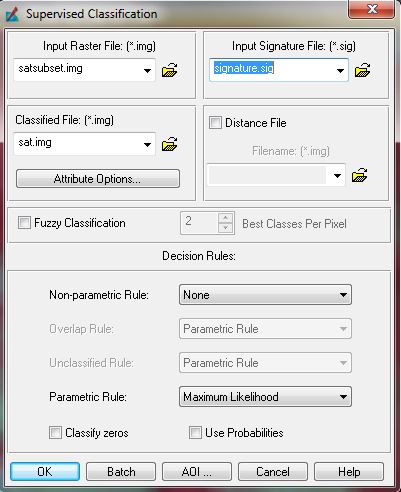 Supervised Classification
Input Raster File: (*.img)
Input Signature File: (*.sig)
satsubset.img
signature.sig
Classified File: (*.img)
Distance File
sat.img
Filename: (*.img)
Attribute Options...
Fuzzy Classification
2
Best Classes Per Pixel
Decision Rules:
Non-parametric Rule:
None
Overlap Rule:
Parametric Rule
Unclassified Rule:
Parametric Rule
Parametric Rule:
Maximum Likelihood
Classify zeros
Use Probabilities
OK
Batch
AOI ...
Cancel
Help